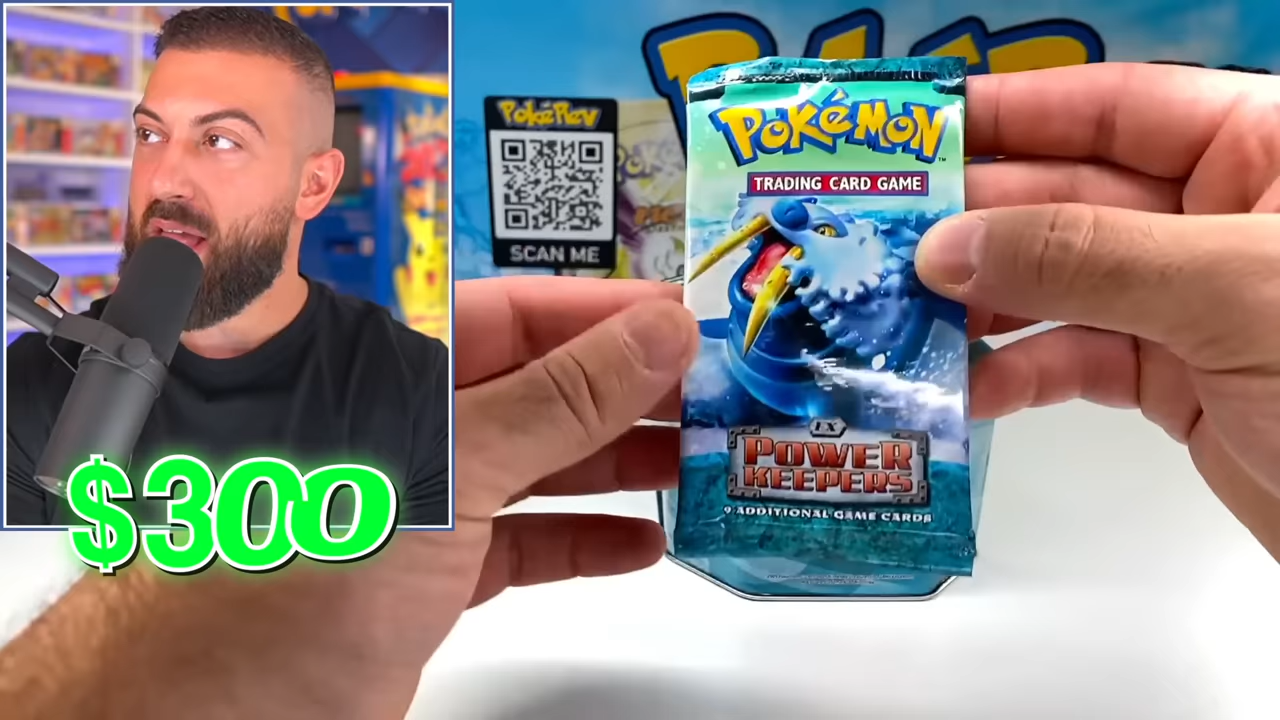 PokéRev
SCAN ME
POKéMON
TRADING CARD GAME
EX
POWER
KEEPERS
9 ADDITIONAL GAME CARDS
$300